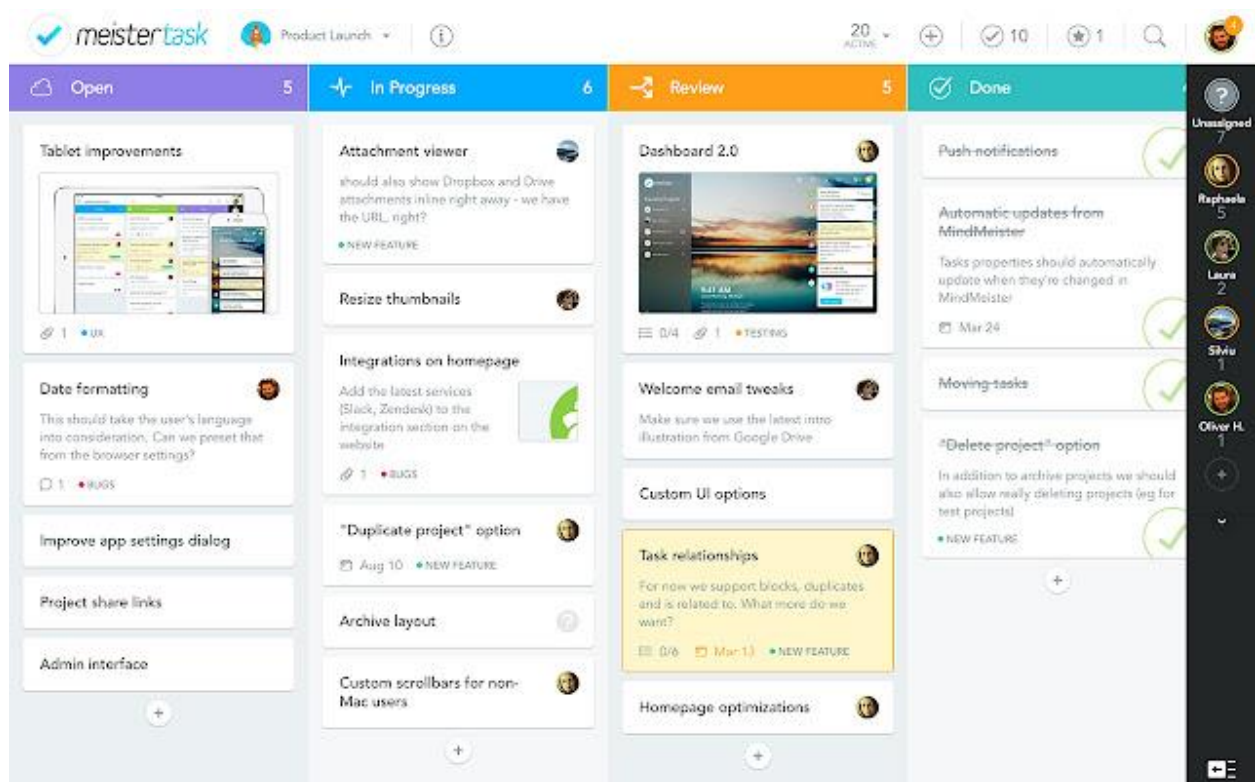 meistertask
Product Launch
20
ACTIVE
10
1
4
Open 5
Tablet improvements
1 UX
Date formatting
This should take the user's language
into consideration. Can we preset that
from the browser settings?
1 BUGS
Improve app settings dialog
Project share links
Admin interface
+
In Progress 6
Attachment viewer
should also show Dropbox and Drive
attachments inline right away - we have
the URL, right?
NEW FEATURE
Resize thumbnails
Integrations on homepage
Add the latest services
(Slack, Zendesk) to the
integration section on the
website
1 BUGS
"Duplicate project" option
Aug 10 NEW FEATURE
Archive layout
?
Custom scrollbars for non-
Mac users
+
Review 5
Dashboard 2.0
9:41 AM
0/4 1 TESTING
Welcome email tweaks
Make sure we use the latest intro
illustration from Google Drive
Custom UI options
Task relationships
For now we support blocks, duplicates
and is related to. What more do we
want?
0/6 Mar 13 NEW FEATURE
Homepage optimizations
+
Done
Push notifications
Automatic updates from
MindMeister
Tasks properties should automatically
update when they're changed in
MindMeister
Mar 24
Moving tasks
"Delete project" option
In addition to archive projects we should
also allow really deleting projects (eg for
test projects)
NEW FEATURE
+
?
Unassigned
7
Raphaela
5
Laura
2
Silviu
1
Oliver H.
1
+